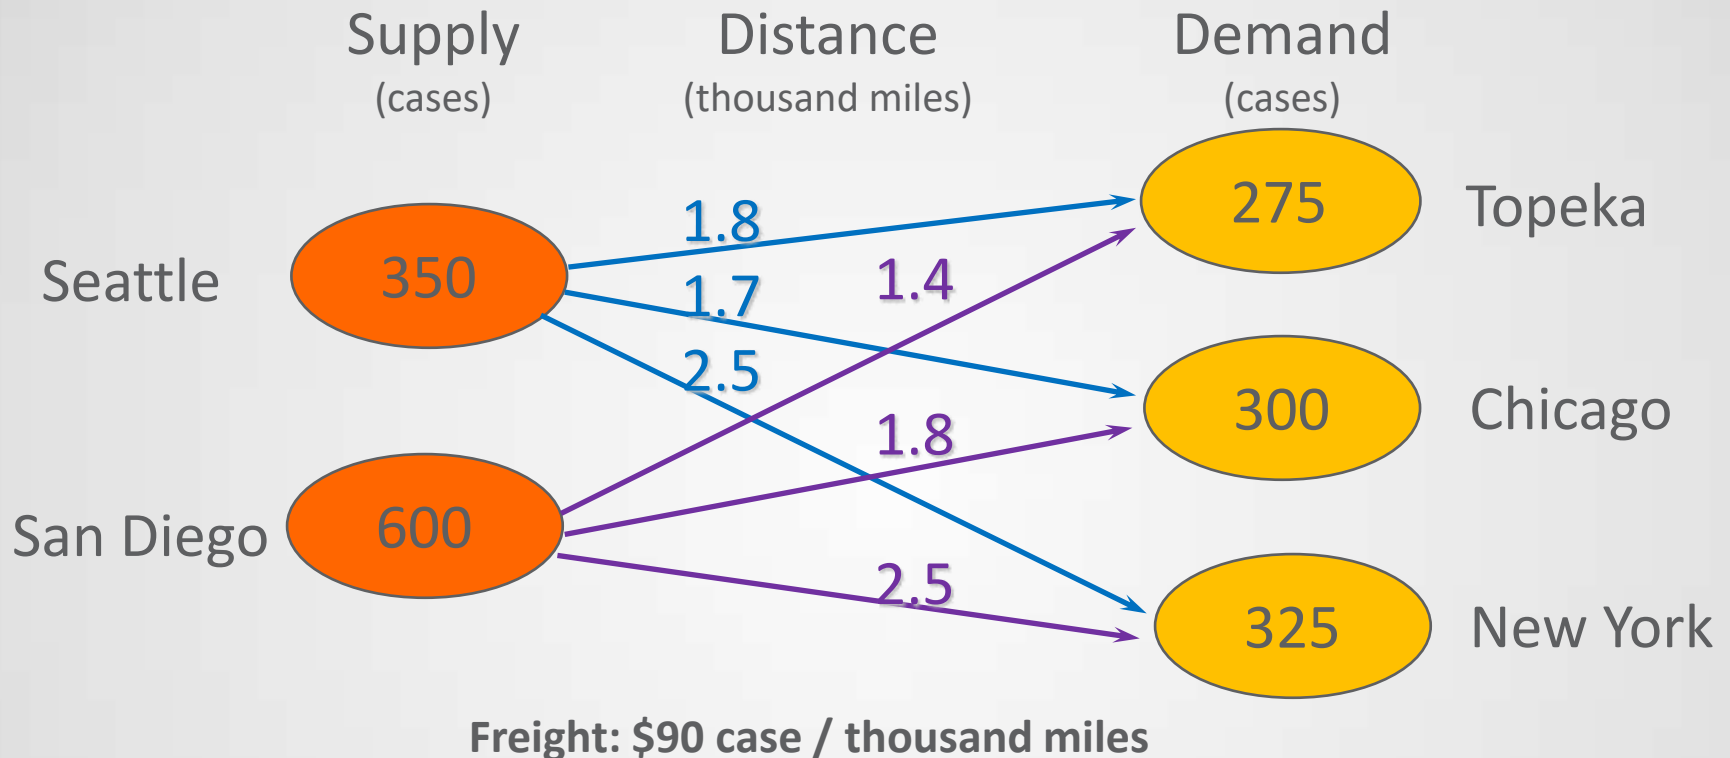 Supply Distance Demand
(cases) (thousand miles) (cases)
275 Topeka
1.8
Seattle 350
1.4
1.7
2.5
300 Chicago
1.8
San Diego 600
2.5
325 New York
Freight: $90 case / thousand miles